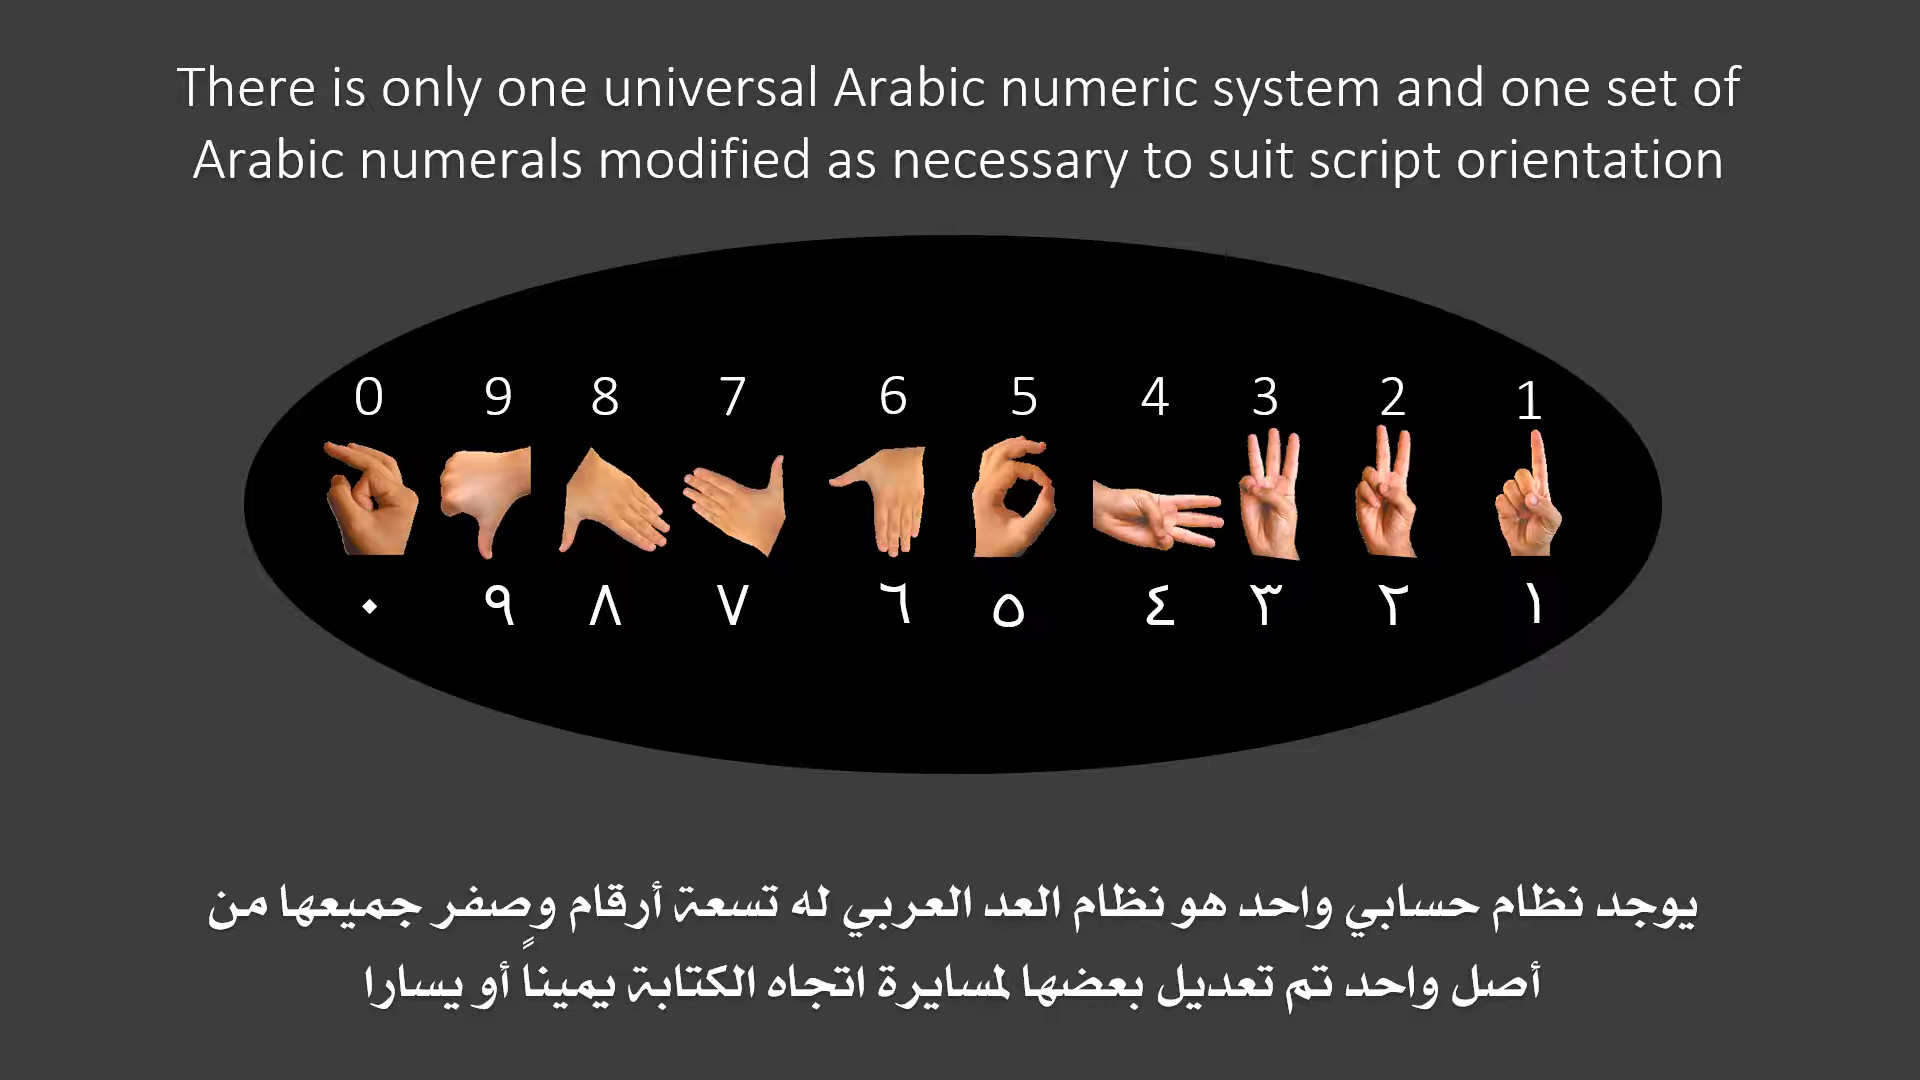 There is only one universal Arabic numeric system and one set of
Arabic numerals modified as necessary to suit script orientation
0 9 8 7 6 5 4 3 2 1
٠ ٩ ٨ ٧ ٦ ٥ ٤ ٣ ٢ ١
يوجد نظام حسابي واحد هو نظام العد العربي له تسعة أرقام وصفر جميعها من
أصل واحد تم تعديل بعضها لمسايرة اتجاه الكتابة يميناً أو يساراً